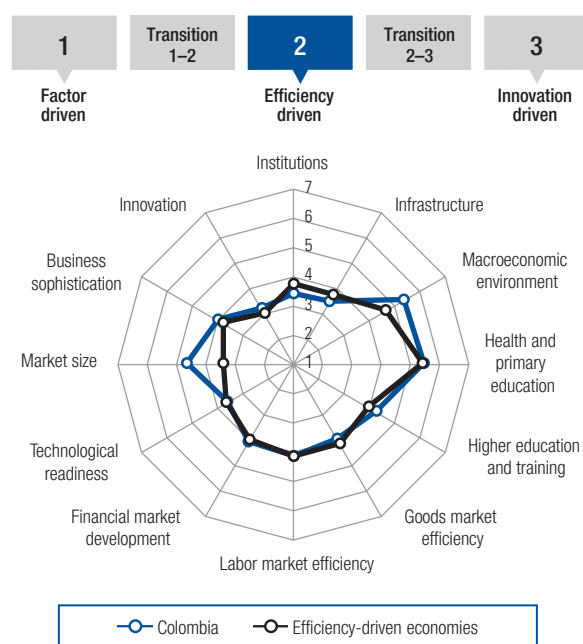 1
Transition
1–2
2
Transition
2–3
3
Factor
driven
Efficiency
driven
Innovation
driven
Institutions
Infrastructure
Macroeconomic
environment
Health and
primary
education
Higher education
and training
Goods market
efficiency
Labor market efficiency
Financial market
development
Technological
readiness
Market size
Business
sophistication
Innovation
7
6
5
4
3
2
1
Colombia
Efficiency-driven economies